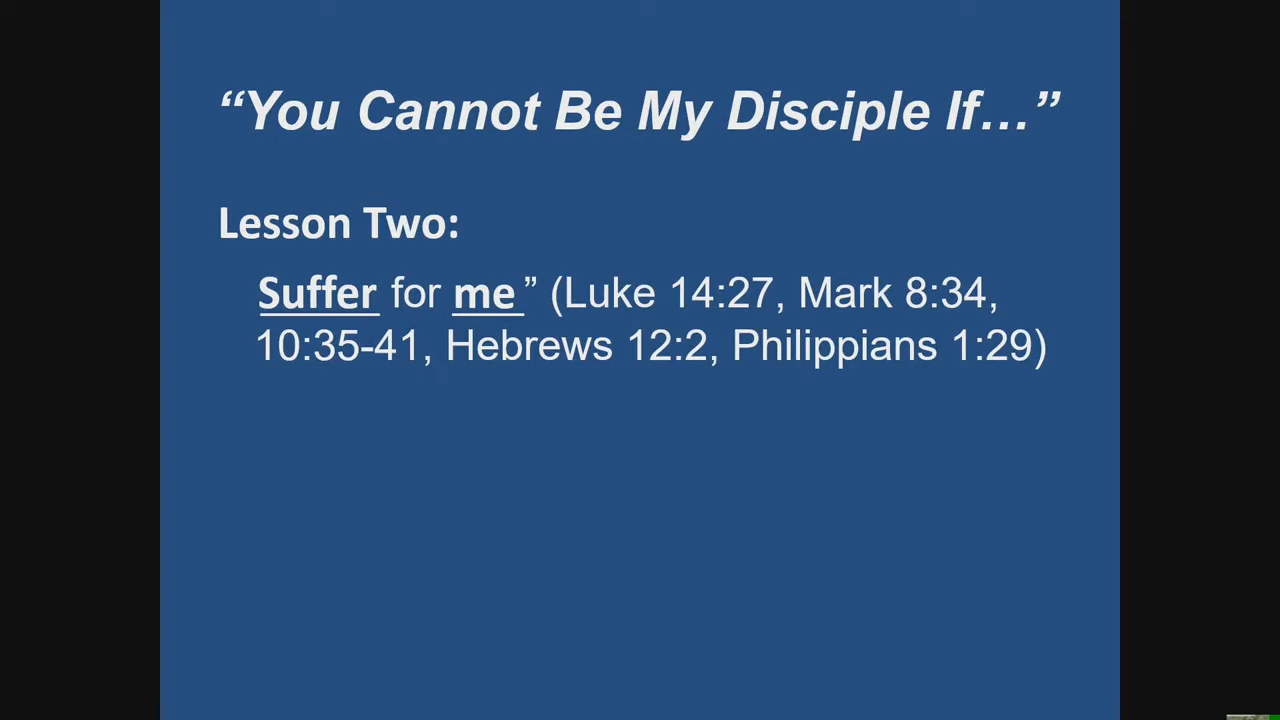 “You Cannot Be My Disciple If…”
Lesson Two:
Suffer for me ” (Luke 14:27, Mark 8:34,
10:35-41, Hebrews 12:2, Philippians 1:29)